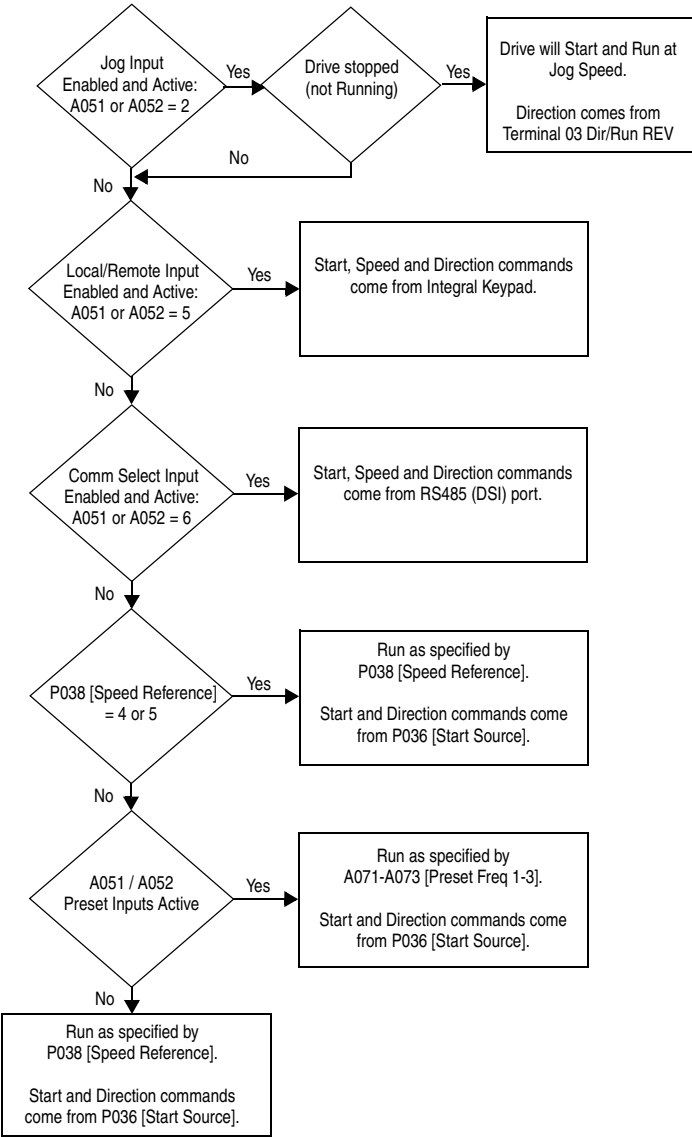 Jog Input
Enabled and Active:
A051 or A052 = 2
Yes
Drive stopped
(not Running)
Yes
Drive will Start and Run at
Jog Speed.
Direction comes from
Terminal 03 Dir/Run REV
No
No
Local/Remote Input
Enabled and Active:
A051 or A052 = 5
Yes
Start, Speed and Direction commands
come from Integral Keypad.
No
Comm Select Input
Enabled and Active:
A051 or A052 = 6
Yes
Start, Speed and Direction commands
come from RS485 (DSI) port.
No
P038 [Speed Reference]
= 4 or 5
Yes
Run as specified by
P038 [Speed Reference].
Start and Direction commands come
from P036 [Start Source].
No
A051 / A052
Preset Inputs Active
Yes
Run as specified by
A071-A073 [Preset Freq 1-3].
Start and Direction commands come
from P036 [Start Source].
No
Run as specified by
P038 [Speed Reference].
Start and Direction commands
come from P036 [Start Source].